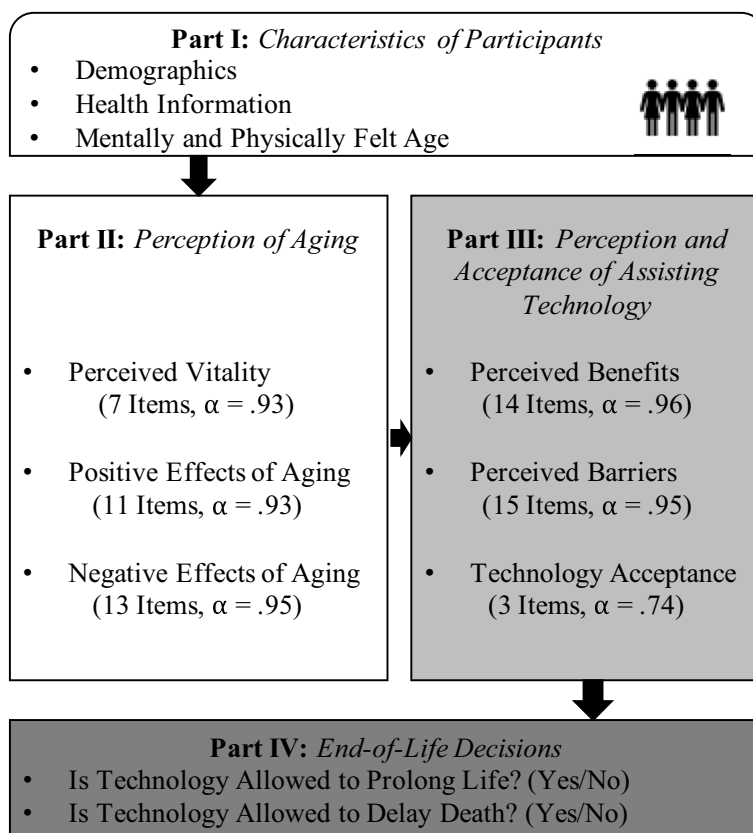 Part I: Characteristics of Participants
• Demographics
• Health Information
• Mentally and Physically Felt Age
Part II: Perception of Aging
• Perceived Vitality
(7 Items, α = .93)
• Positive Effects of Aging
(11 Items, α = .93)
• Negative Effects of Aging
(13 Items, α = .95)
Part III: Perception and
Acceptance of Assisting
Technology
• Perceived Benefits
(14 Items, α = .96)
• Perceived Barriers
(15 Items, α = .95)
• Technology Acceptance
(3 Items, α = .74)
Part IV: End-of-Life Decisions
• Is Technology Allowed to Prolong Life? (Yes/No)
• Is Technology Allowed to Delay Death? (Yes/No)